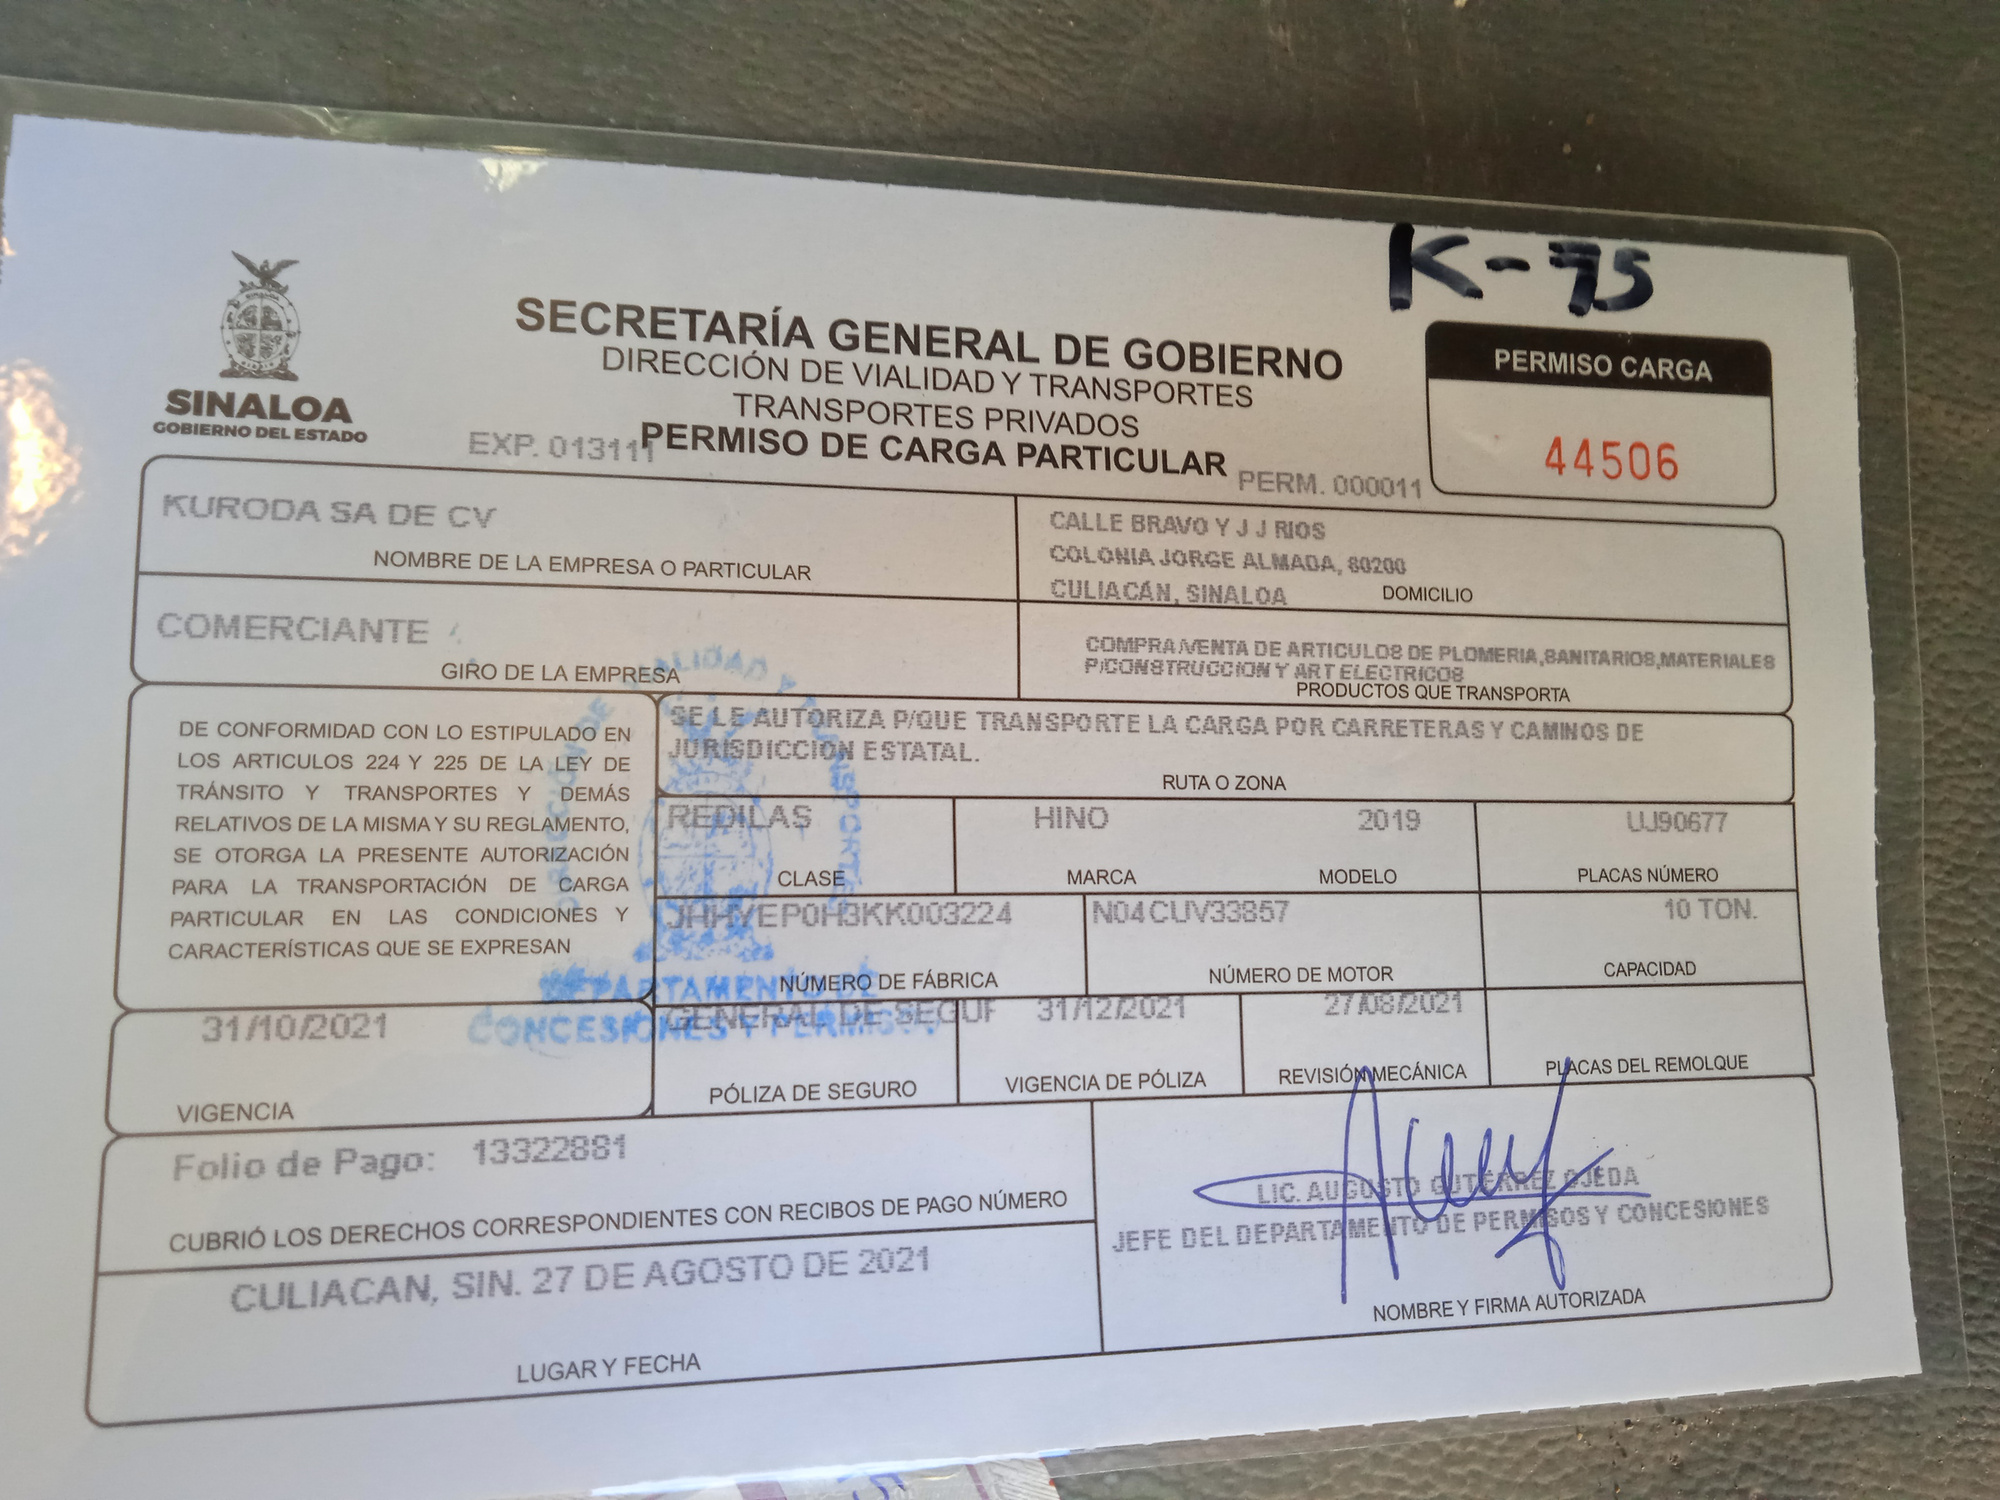 K-75
SINALOA
GOBIERNO DEL ESTADO
SECRETARÍA GENERAL DE GOBIERNO
DIRECCIÓN DE VIALIDAD Y TRANSPORTES
TRANSPORTES PRIVADOS
PERMISO DE CARGA PARTICULAR
EXP. 013111
PERM. 000011
PERMISO CARGA
44506
KURODA SA DE CV
NOMBRE DE LA EMPRESA O PARTICULAR
CALLE BRAVO Y J J RIOS
COLONIA JORGE ALMADA, 80200
CULIACÁN, SINALOA
DOMICILIO
COMERCIANTE
GIRO DE LA EMPRESA
COMPRA/VENTA DE ARTICULOS DE PLOMERIA,SANITARIOS,MATERIALES
P/CONSTRUCCION Y ART ELECTRICOS
PRODUCTOS QUE TRANSPORTA
DE CONFORMIDAD CON LO ESTIPULADO EN
LOS ARTICULOS 224 Y 225 DE LA LEY DE
TRÁNSITO Y TRANSPORTES Y DEMÁS
RELATIVOS DE LA MISMA Y SU REGLAMENTO,
SE OTORGA LA PRESENTE AUTORIZACIÓN
PARA LA TRANSPORTACIÓN DE CARGA
PARTICULAR EN LAS CONDICIONES Y
CARACTERÍSTICAS QUE SE EXPRESAN
SE LE AUTORIZA P/QUE TRANSPORTE LA CARGA POR CARRETERAS Y CAMINOS DE
JURISDICCION ESTATAL.
RUTA O ZONA
REDILAS
CLASE
HINO
MARCA
2019
MODELO
UJ90677
PLACAS NÚMERO
JHHYEP0H3KK003224
NÚMERO DE FÁBRICA
N04CUV33857
NÚMERO DE MOTOR
10 TON.
CAPACIDAD
DEPARTAMENTO DE
CONCESIONES Y PERMISOS
31/10/2021
VIGENCIA
GENERAL DE SEGUR
PÓLIZA DE SEGURO
31/12/2021
VIGENCIA DE PÓLIZA
27/08/2021
REVISIÓN MECÁNICA
PLACAS DEL REMOLQUE
Folio de Pago: 13322881
CUBRIÓ LOS DERECHOS CORRESPONDIENTES CON RECIBOS DE PAGO NÚMERO
CULIACAN, SIN. 27 DE AGOSTO DE 2021
LUGAR Y FECHA
LIC. AUGUSTO GUTIERREZ OJEDA
JEFE DEL DEPARTAMENTO DE PERMISOS Y CONCESIONES
NOMBRE Y FIRMA AUTORIZADA